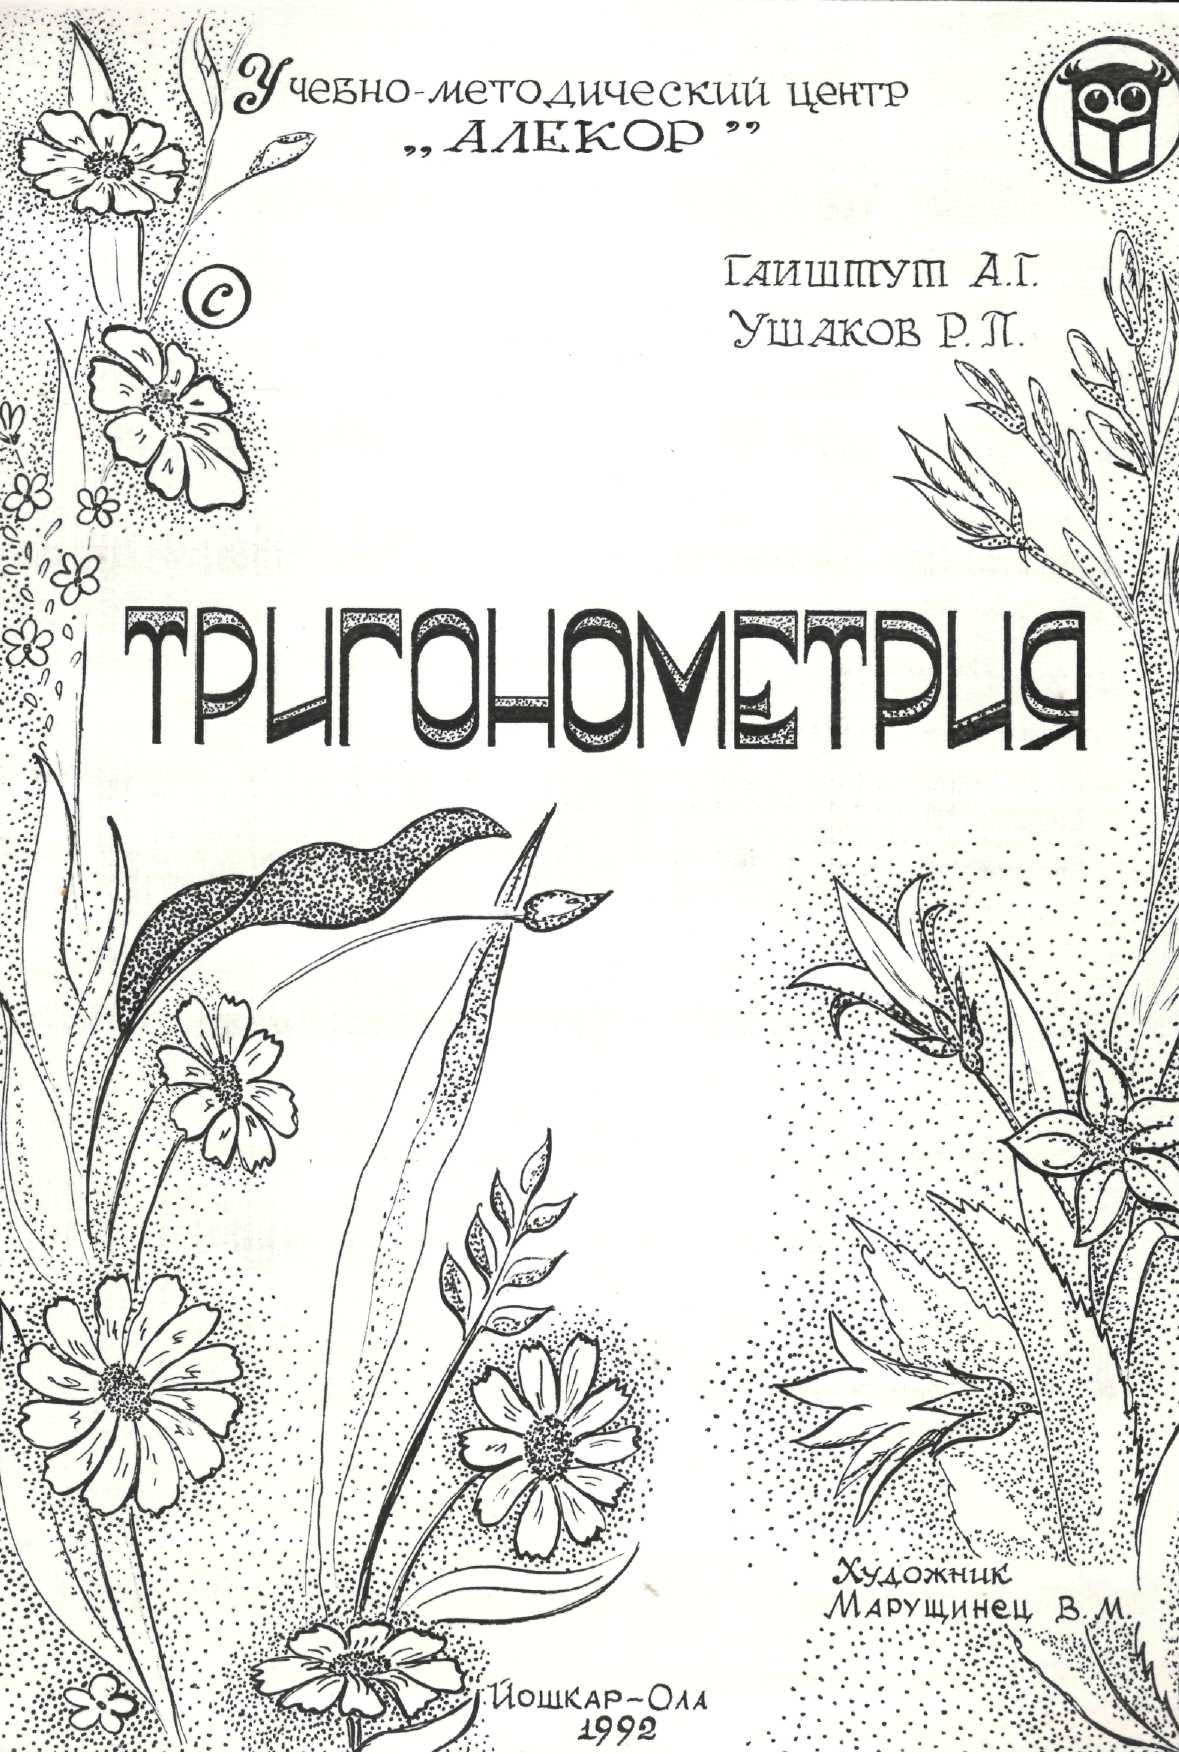 Учебно-методический центр
„АЛЕКОР”
©
ГАИШТУТ А.Г.
УШАКОВ Р.П.
ТРИГОНОМЕТРИЯ
Художник
Марущинец В.М.
Йошкар-Ола
1992